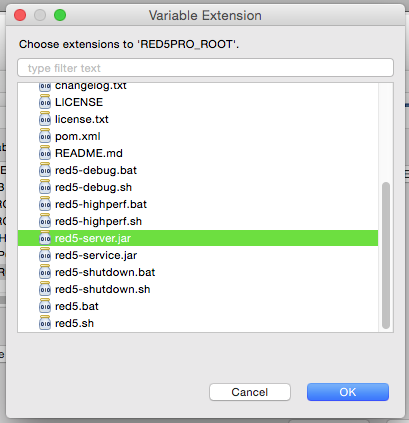 Variable Extension
Choose extensions to 'RED5PRO_ROOT'.
type filter text
changelog.txt
LICENSE
license.txt
pom.xml
README.md
red5-debug.bat
red5-debug.sh
red5-highperf.bat
red5-highperf.sh
red5-server.jar
red5-service.jar
red5-shutdown.bat
red5-shutdown.sh
red5.bat
red5.sh
Cancel
OK